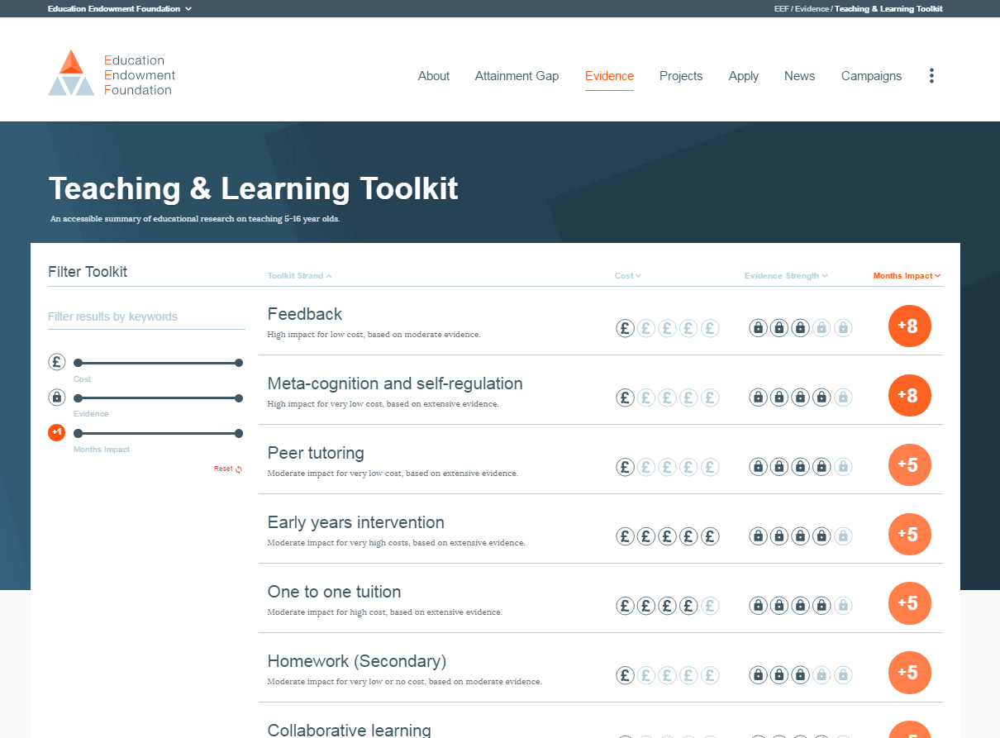 Education Endowment Foundation
EEF / Evidence / Teaching & Learning Toolkit
Education
Endowment
Foundation
About Attainment Gap Evidence Projects Apply News Campaigns
Teaching & Learning Toolkit
An accessible summary of educational research on teaching 5-16 year olds.
Filter Toolkit
Filter results by keywords
£
Cost
Evidence
+1
Months Impact
Reset
Toolkit Strand Cost Evidence Strength Months Impact
Feedback
High impact for low cost, based on moderate evidence.
£ £ £ £ £
+8
Meta-cognition and self-regulation
High impact for very low cost, based on extensive evidence.
£ £ £ £ £
+8
Peer tutoring
Moderate impact for very low cost, based on extensive evidence.
£ £ £ £ £
+5
Early years intervention
Moderate impact for very high costs, based on extensive evidence.
£ £ £ £ £
+5
One to one tuition
Moderate impact for high cost, based on extensive evidence.
£ £ £ £ £
+5
Homework (Secondary)
Moderate impact for very low or no cost, based on moderate evidence.
£ £ £ £ £
+5
Collaborative learning